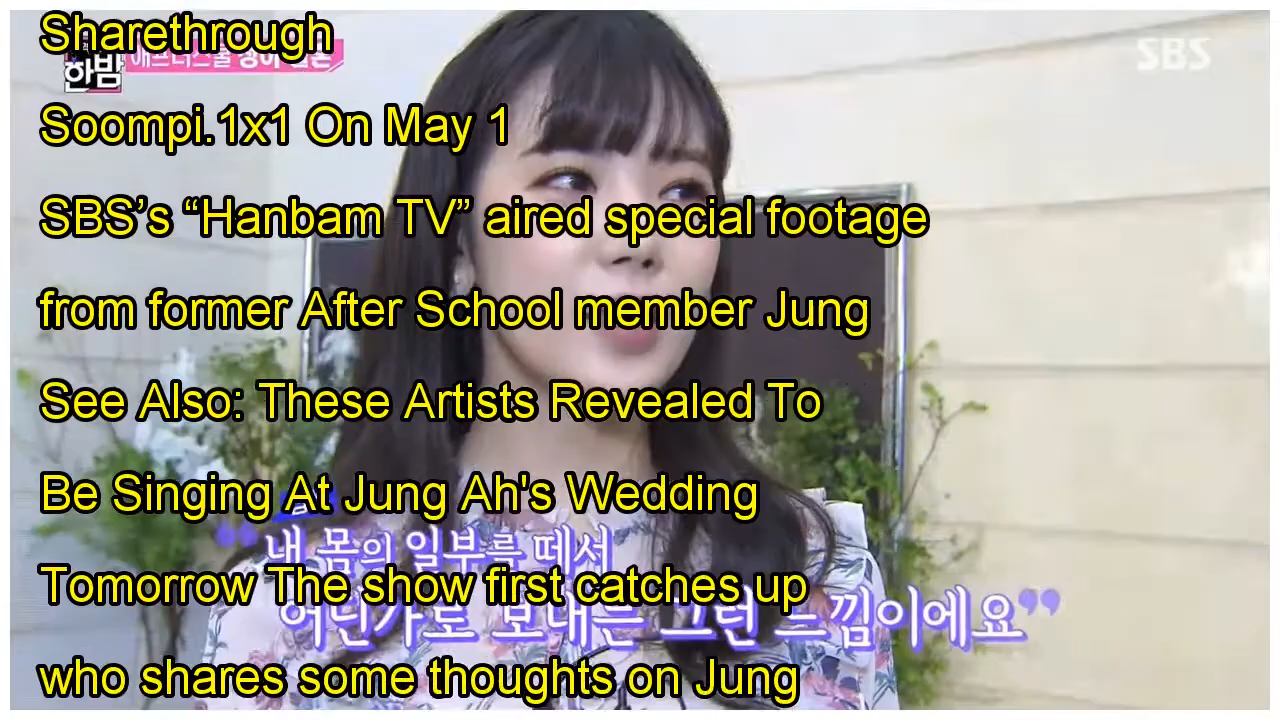 Sharethrough
한밤
SBS
Soompi.1x1 On May 1
SBS’s “Hanbam TV” aired special footage
from former After School member Jung
See Also: These Artists Revealed To
Be Singing At Jung Ah's Wedding
“내 몸의 일부를 떼서
Tomorrow The show first catches up
어딘가로 보내는 그런 느낌이에요”
who shares some thoughts on Jung